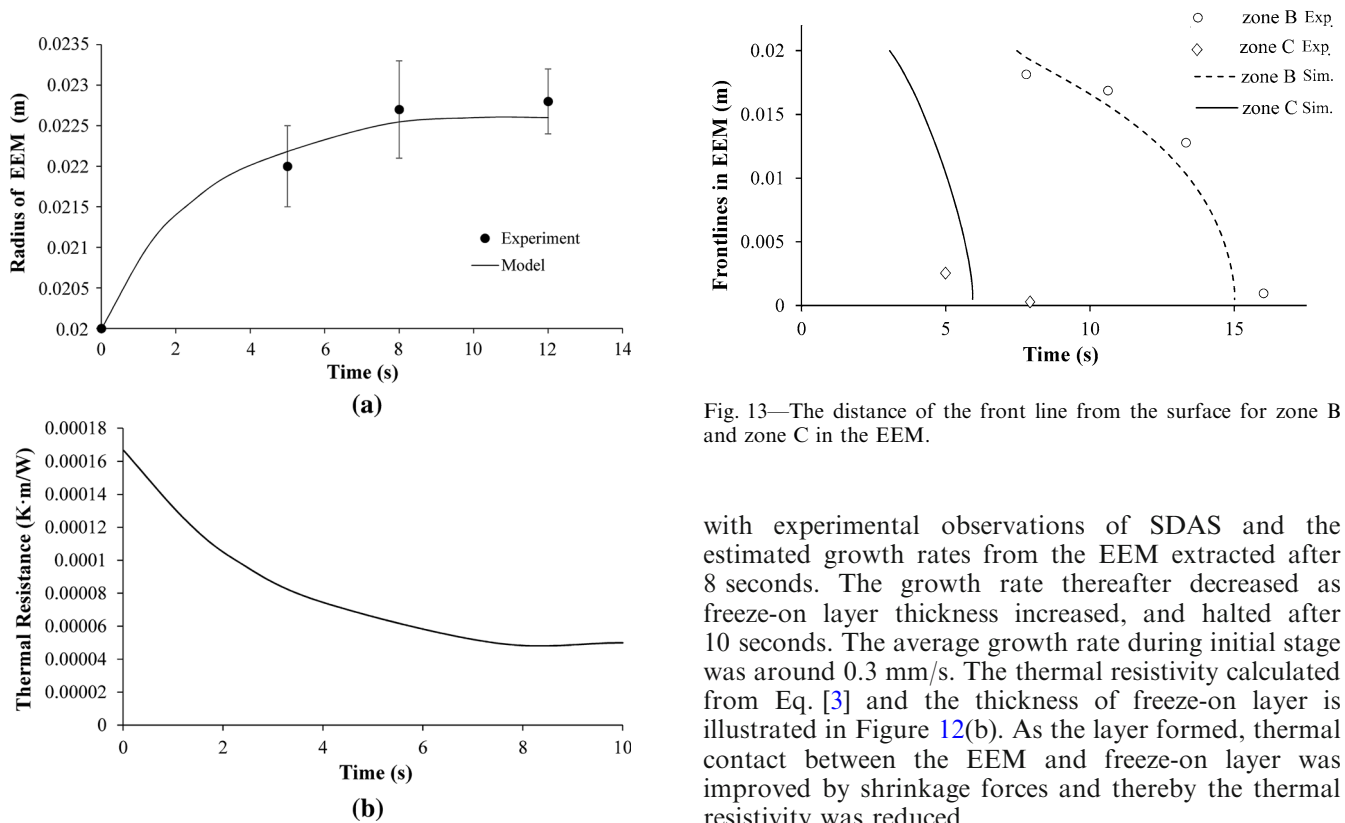 0.0235
0.023
0.0225
0.022
0.0215
0.021
0.0205
0.02
Radius of EEM (m)
Experiment
Model
0 2 4 6 8 10 12 14
Time (s)
(a)
0.00018
0.00016
0.00014
0.00012
0.0001
0.00008
0.00006
0.00004
0.00002
0
Thermal Resistance (K·m/W)
0 2 4 6 8 10
Time (s)
(b)
zone B Exp.
zone C Exp.
zone B Sim.
zone C Sim.
0.02
0.015
0.01
0.005
0
Frontlines in EEM (m)
0 5 10 15
Time (s)
Fig. 13—The distance of the front line from the surface for zone B
and zone C in the EEM.
with experimental observations of SDAS and the
estimated growth rates from the EEM extracted after
8 seconds. The growth rate thereafter decreased as
freeze-on layer thickness increased, and halted after
10 seconds. The average growth rate during initial stage
was around 0.3 mm/s. The thermal resistivity calculated
from Eq. [3] and the thickness of freeze-on layer is
illustrated in Figure 12(b). As the layer formed, thermal
contact between the EEM and freeze-on layer was
improved by shrinkage forces and thereby the thermal
resistivity was reduced